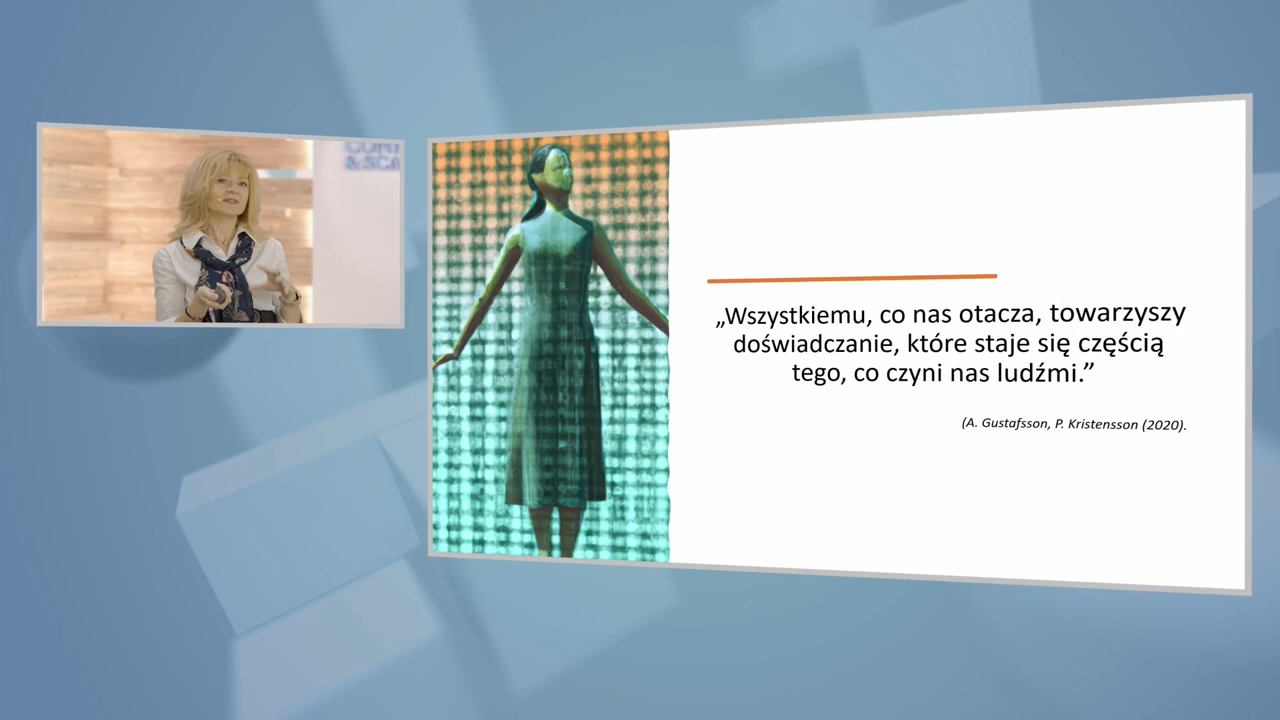 „Wszystkiemu, co nas otacza, towarzyszy
doświadczanie, które staje się częścią
tego, co czyni nas ludźmi.”
(A. Gustafsson, P. Kristensson (2020).